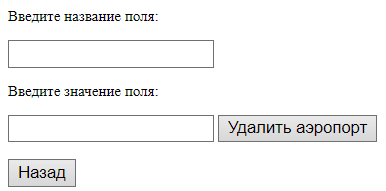 Введите название поля:
Введите значение поля:
Удалить аэропорт
Назад